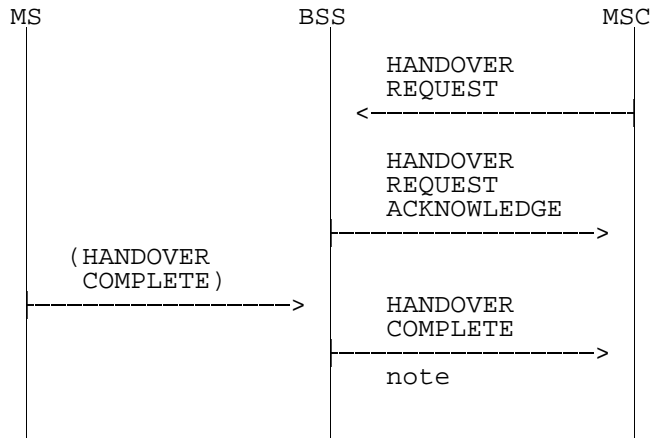 MS BSS MSC
HANDOVER
REQUEST
HANDOVER
REQUEST
ACKNOWLEDGE
(HANDOVER
COMPLETE)
HANDOVER
COMPLETE
note